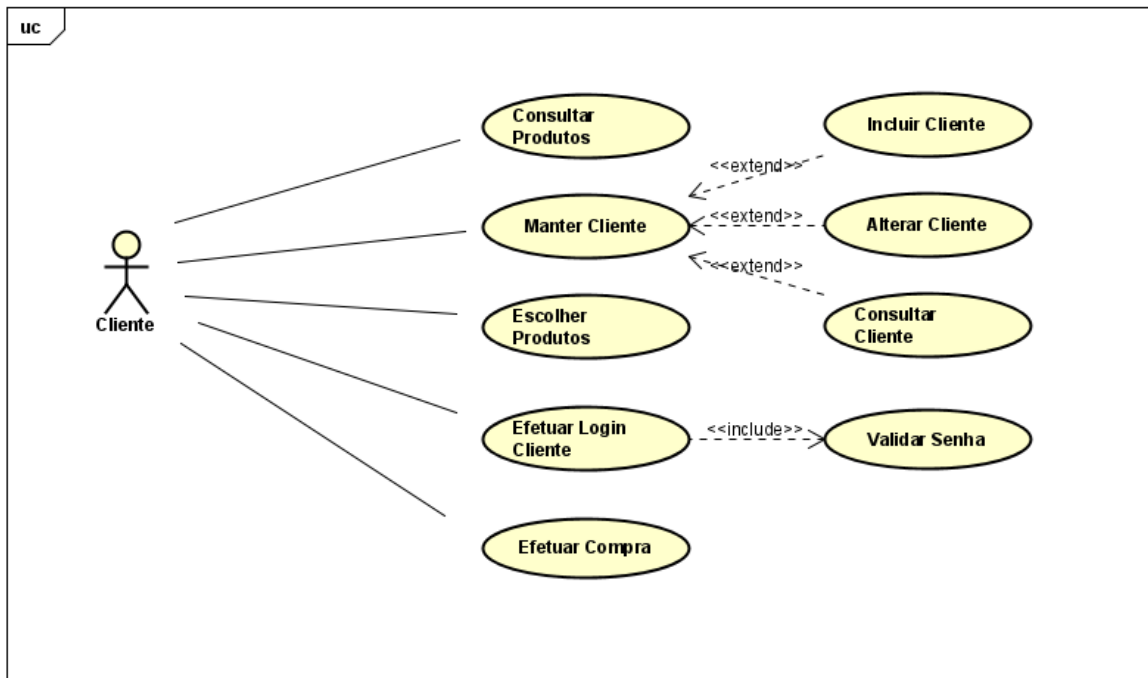 uc
Consultar
Produtos
Incluir Cliente
<<extend>>
Manter Cliente
<<extend>>
Alterar Cliente
<<extend>>
Cliente
Escolher
Produtos
Consultar
Cliente
Efetuar Login
Cliente
<<include>>
Validar Senha
Efetuar Compra